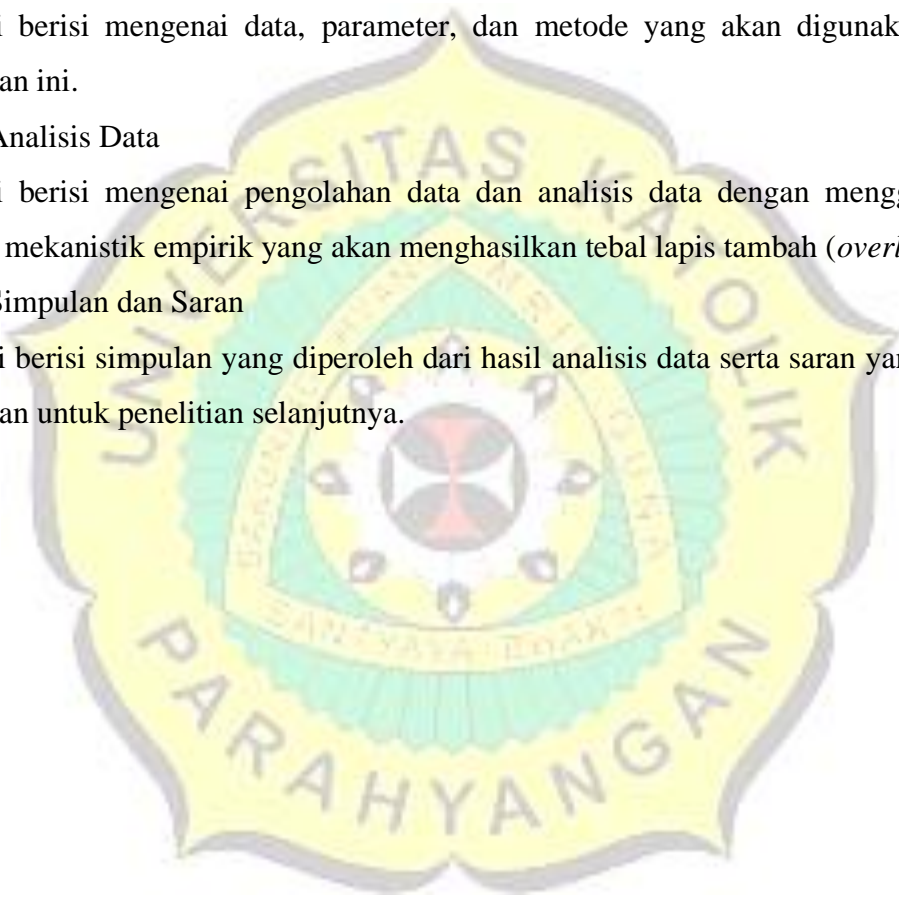 i berisi mengenai data, parameter, dan metode yang akan digunak
an ini.
Analisis Data
i berisi mengenai pengolahan data dan analisis data dengan mengg
mekanistik empirik yang akan menghasilkan tebal lapis tambah (overl
Simpulan dan Saran
i berisi simpulan yang diperoleh dari hasil analisis data serta saran yan
an untuk penelitian selanjutnya.
UNIVERSITAS KATOLIK
PARAHYANGAN